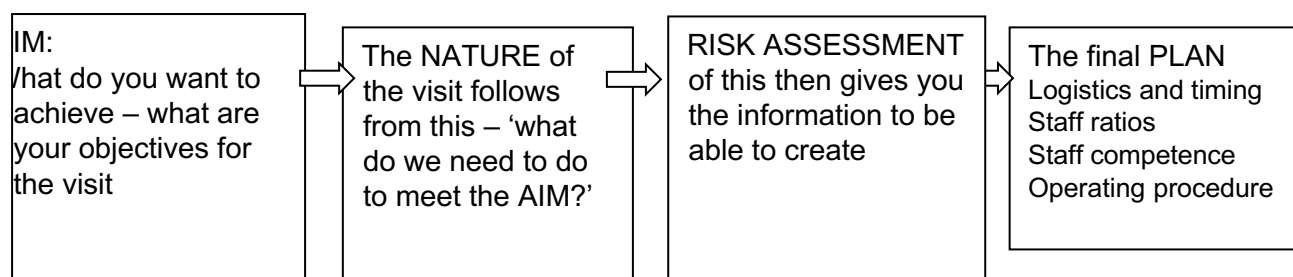 IM:
/hat do you want to
achieve – what are
your objectives for
the visit
The NATURE of
the visit follows
from this – ‘what
do we need to do
to meet the AIM?’
RISK ASSESSMENT
of this then gives you
the information to be
able to create
The final PLAN
Logistics and timing
Staff ratios
Staff competence
Operating procedure